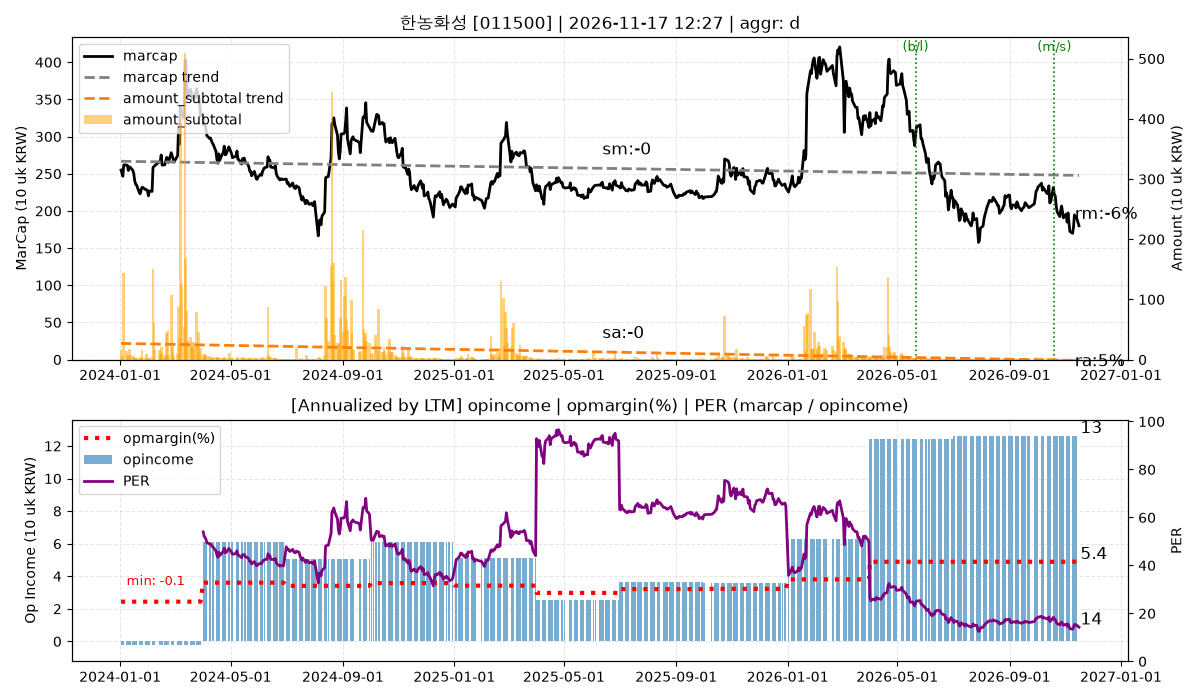 한농화성 [011500] | 2026-11-17 12:27 | aggr: d
marcap
marcap trend
amount_subtotal trend
amount_subtotal
(b/l)
(m/s)
sm:-0
rm:-6%
sa:-0
ra:5%
MarCap (10 uk KRW)
0
50
100
150
200
250
300
350
400
Amount (10 uk KRW)
0
100
200
300
400
500
2024-01-01
2024-05-01
2024-09-01
2025-01-01
2025-05-01
2025-09-01
2026-01-01
2026-05-01
2026-09-01
2027-01-01
[Annualized by LTM] opincome | opmargin(%) | PER (marcap / opincome)
opmargin(%)
opincome
PER
min: -0.1
13
5.4
14
Op Income (10 uk KRW)
0
2
4
6
8
10
12
PER
0
20
40
60
80
100
2024-01-01
2024-05-01
2024-09-01
2025-01-01
2025-05-01
2025-09-01
2026-01-01
2026-05-01
2026-09-01
2027-01-01